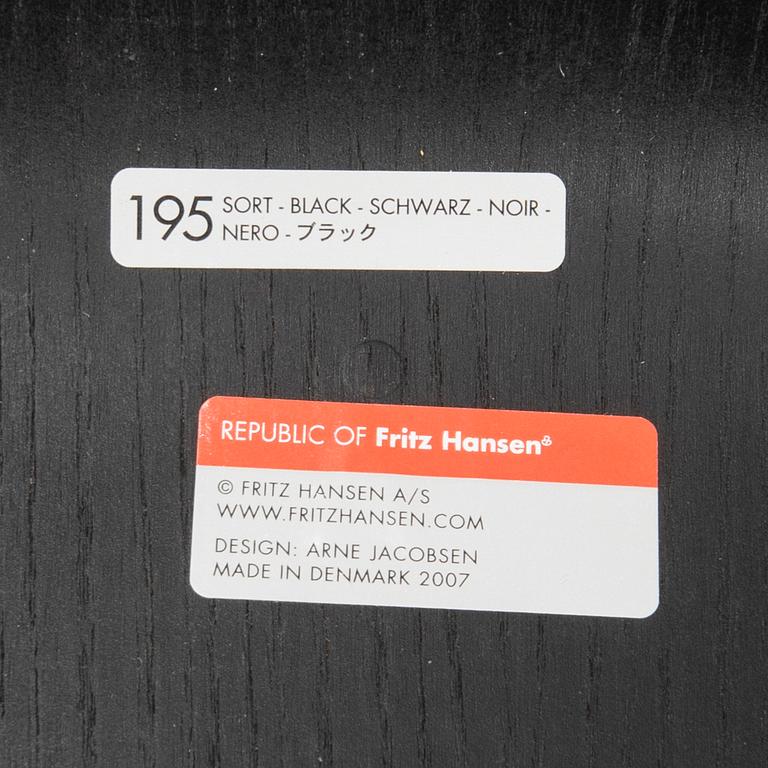 195 SORT - BLACK - SCHWARZ - NOIR -
NERO - ブラック
REPUBLIC OF Fritz Hansen®
© FRITZ HANSEN A/S
WWW.FRITZHANSEN.COM
DESIGN: ARNE JACOBSEN
MADE IN DENMARK 2007